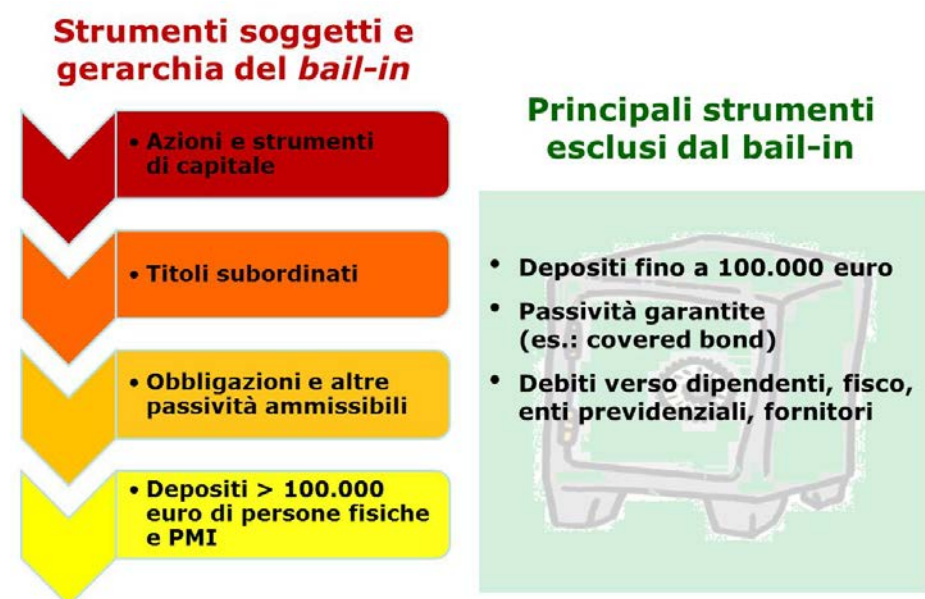 Strumenti soggetti e
gerarchia del bail-in
• Azioni e strumenti
di capitale
• Titoli subordinati
• Obbligazioni e altre
passività ammissibili
• Depositi > 100.000
euro di persone fisiche
e PMI
Principali strumenti
esclusi dal bail-in
• Depositi fino a 100.000 euro
• Passività garantite
(es.: covered bond)
• Debiti verso dipendenti, fisco,
enti previdenziali, fornitori